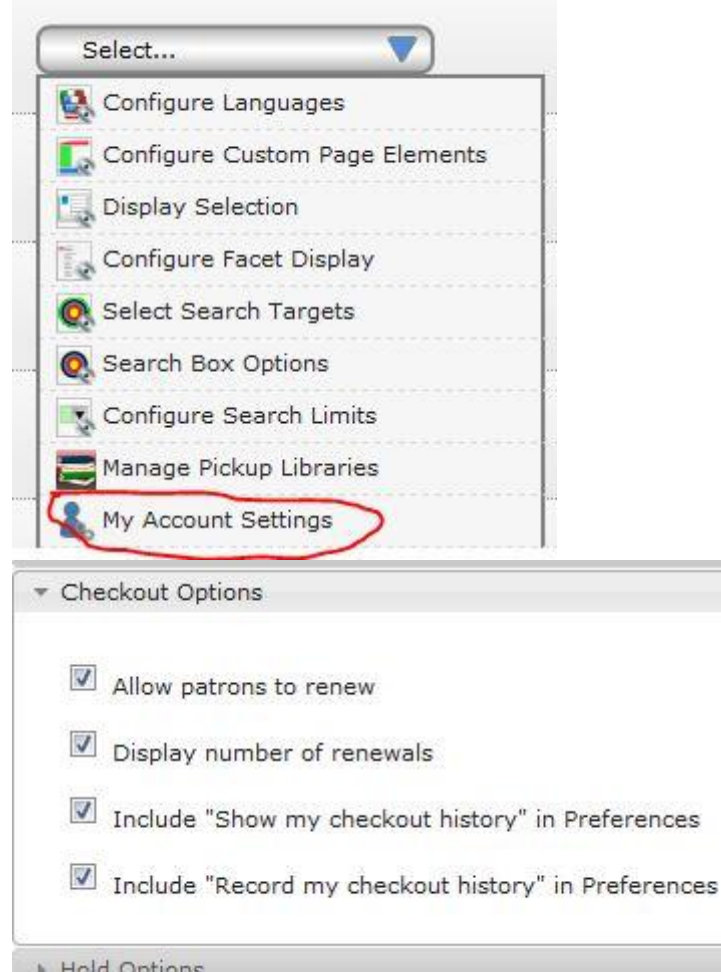 Select...
Configure Languages
Configure Custom Page Elements
Display Selection
Configure Facet Display
Select Search Targets
Search Box Options
Configure Search Limits
Manage Pickup Libraries
My Account Settings
Checkout Options
Allow patrons to renew
Display number of renewals
Include "Show my checkout history" in Preferences
Include "Record my checkout history" in Preferences
Hold Options